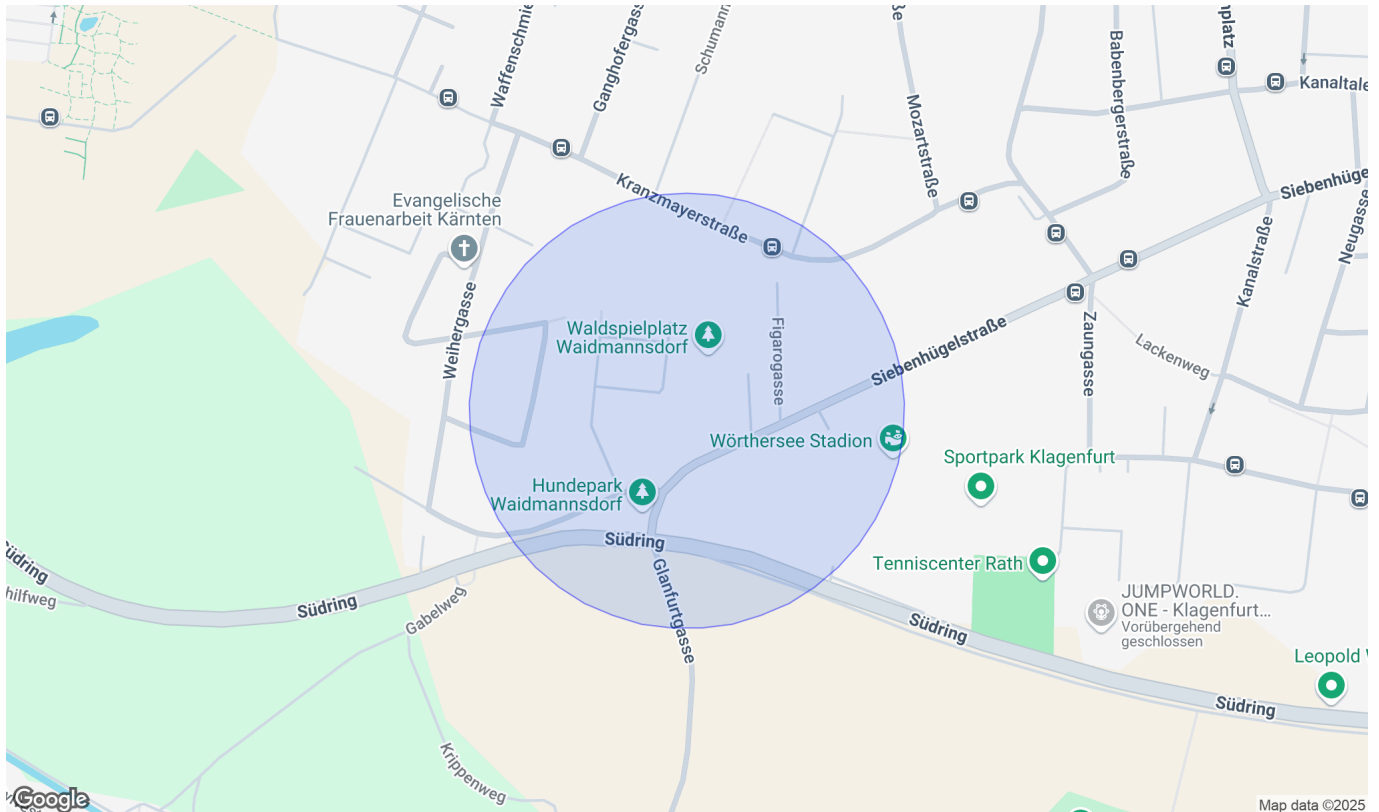 Waffenschmie
Ganghofergass
Schumann
Mozartstraße
Babenbergerstraße
Kanaltale
Siebenhüge
Kanalstraße
Neugasse
Evangelische
Frauenarbeit Kärnten
Kranzmayerstraße
Weihergasse
Waldspielplatz
Waidmannsdorf
Figarogasse
Siebenhügelstraße
Zaungasse
Lackenweg
Wörthersee Stadion
Sportpark Klagenfurt
Hundepark
Waidmannsdorf
Südring
Tenniscenter Rath
Südring
hilfweg
Südring
Gabelweg
Glanfurtgasse
Südring
JUMPWORLD.
ONE - Klagenfurt...
Vorübergehend
geschlossen
Leopold
Südring
Krippenweg
Google
Map data ©2025